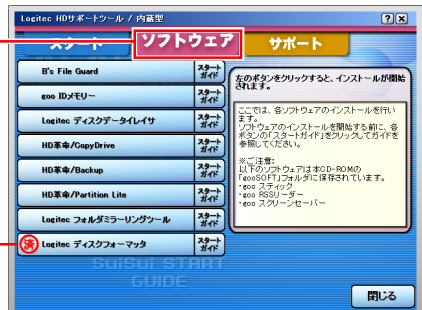 Logitec HDサポートツール / 内蔵型
スタート
ソフトウェア
サポート
B's File Guard
スタートガイド
goo IDメモリー
スタートガイド
Logitec ディスクデータイレイサ
スタートガイド
HD革命/CopyDrive
スタートガイド
HD革命/Backup
スタートガイド
HD革命/Partition Lite
スタートガイド
Logitec フォルダミラーリングツール
スタートガイド
済 Logitec ディスクフォーマッタ
スタートガイド
左のボタンをクリックすると、インストールが開始
されます。
ここでは、各ソフトウェアのインストールを行い
ます。
ソフトウェアのインストールを開始する前に、各
ボタンの「スタートガイド」をクリックしてガイドを
参照してください。
※ご注意:
以下のソフトウェアは本CD-ROMの
「gooSOFT」フォルダに保存されています。
・goo スティック
・goo RSSリーダー
・goo スクリーンセーバー
SuiSui START
GUIDE
閉じる